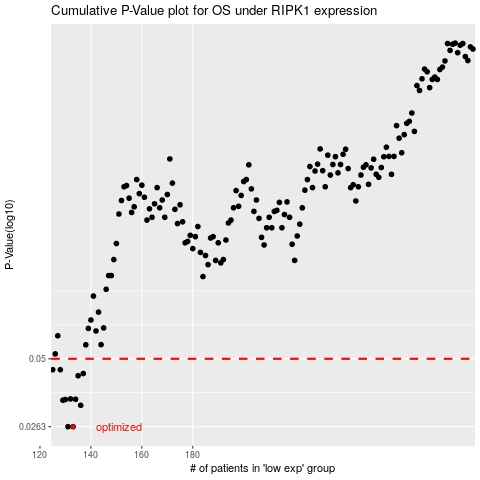 Cumulative P-Value plot for OS under RIPK1 expression
P-Value(log10)
0.05
0.0263
optimized
120 140 160 180
# of patients in 'low exp' group